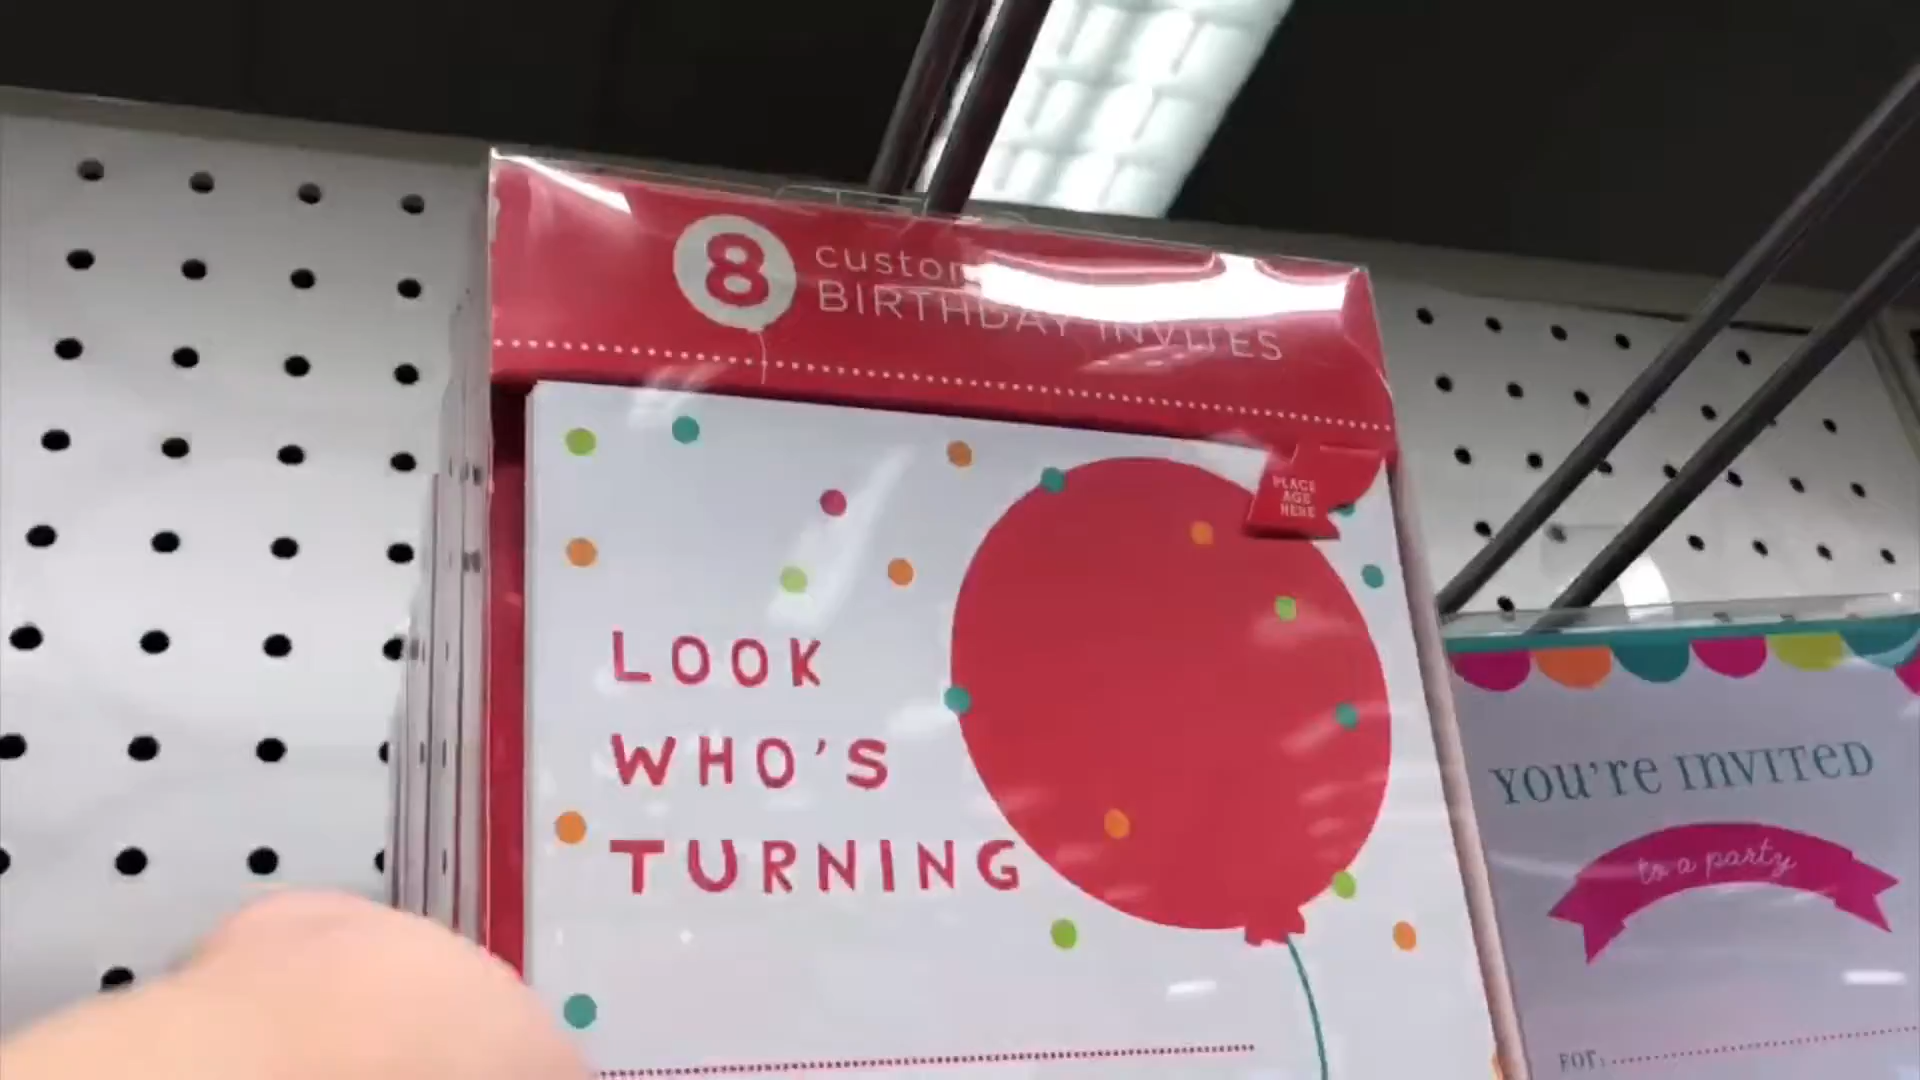 8
BIRTHDAY INVITES
PLACE
AGE
HERE
LOOK
WHO'S
TURNING
YOU'RE INVITED
to a party
FOR: